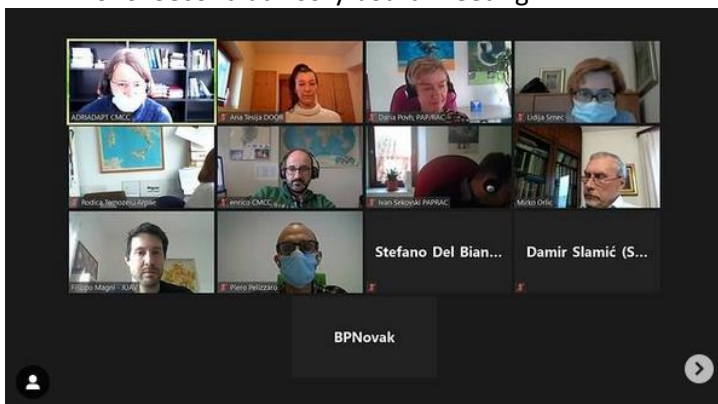 ADRIADAPT CMCC
Ana Tesija DOOR
Daria Povh, PAP/RAC
Lidija Srnec
Rodica Tomozeiu Arpae
enrico CMCC
Ivan Sekovski PAPRAC
Mirko Orlic
Filippo Magni - IUAV
Piero Pelizzaro
Stefano Del Bian...
Damir Slamić (S...
BPNovak